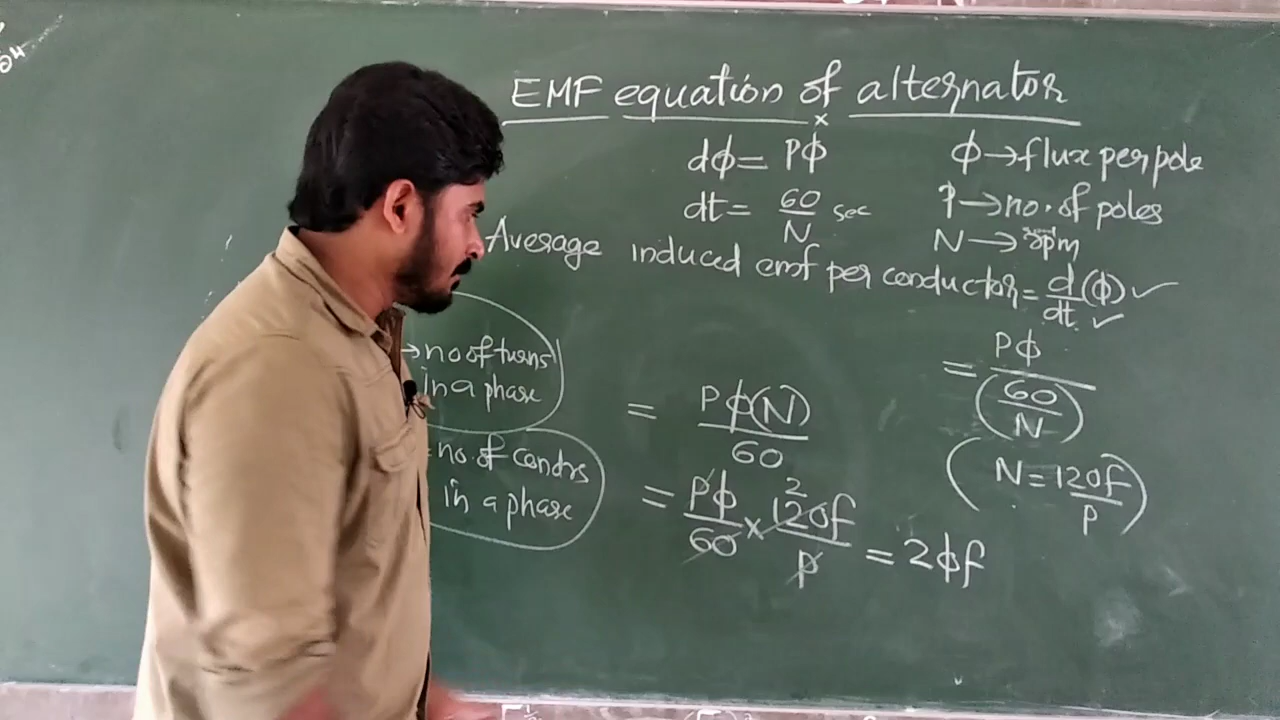 EMF equation of alternator
×
dϕ = Pϕ
ϕ → flux per pole
dt = 60/N sec
P → no. of poles
N → rpm
Average induced emf per conductor = d/dt (ϕ) ✓ ✓
→ no of turns
in a phase
= no. of condrs
in a phase
= Pϕ / (60/N)
= Pϕ(N) / 60
(N = 120f / P)
= Pϕ/60 × 120f/P = 2ϕf
2